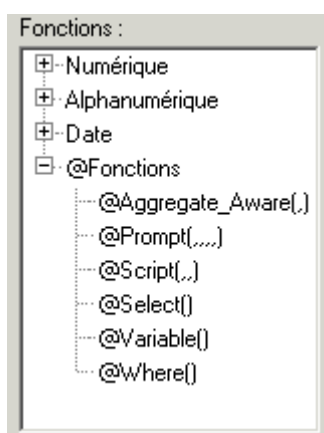 Fonctions :
Numérique
Alphanumérique
Date
@Fonctions
@Aggregate_Aware(,)
@Prompt(,,,,)
@Script(,,)
@Select()
@Variable()
@Where()